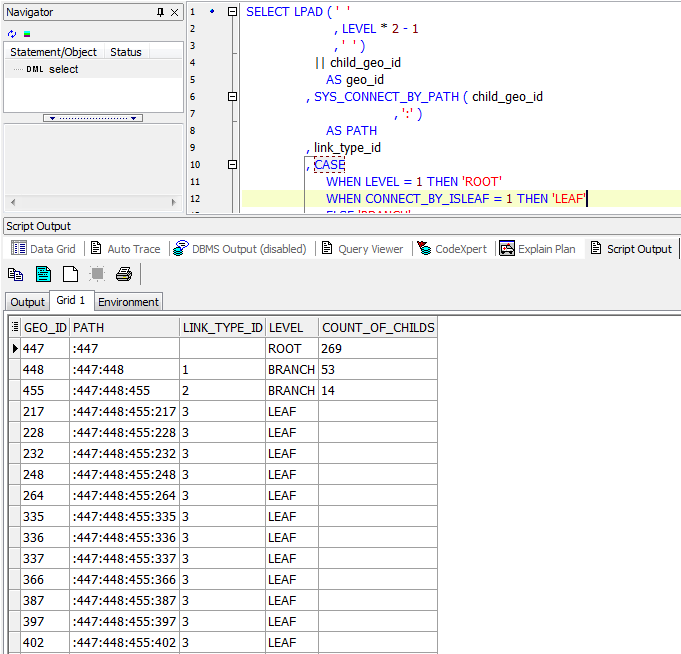 Navigator
Statement/Object Status
DML select
1 SELECT LPAD ( ' '
2 , LEVEL * 2 - 1
3 , ' ' )
4 || child_geo_id
5 AS geo_id
6 , SYS_CONNECT_BY_PATH ( child_geo_id
7 , ':' )
8 AS PATH
9 , link_type_id
10 , CASE
11 WHEN LEVEL = 1 THEN 'ROOT'
12 WHEN CONNECT_BY_ISLEAF = 1 THEN 'LEAF'
ELSE 'BRANCH'
Script Output
Data Grid Auto Trace DBMS Output (disabled) Query Viewer CodeXpert Explain Plan Script Output
Output Grid 1 Environment
GEO_ID PATH LINK_TYPE_ID LEVEL COUNT_OF_CHILDS
447 :447 ROOT 269
448 :447:448 1 BRANCH 53
455 :447:448:455 2 BRANCH 14
217 :447:448:455:217 3 LEAF
228 :447:448:455:228 3 LEAF
232 :447:448:455:232 3 LEAF
248 :447:448:455:248 3 LEAF
264 :447:448:455:264 3 LEAF
335 :447:448:455:335 3 LEAF
336 :447:448:455:336 3 LEAF
337 :447:448:455:337 3 LEAF
366 :447:448:455:366 3 LEAF
387 :447:448:455:387 3 LEAF
397 :447:448:455:397 3 LEAF
402 :447:448:455:402 3 LEAF